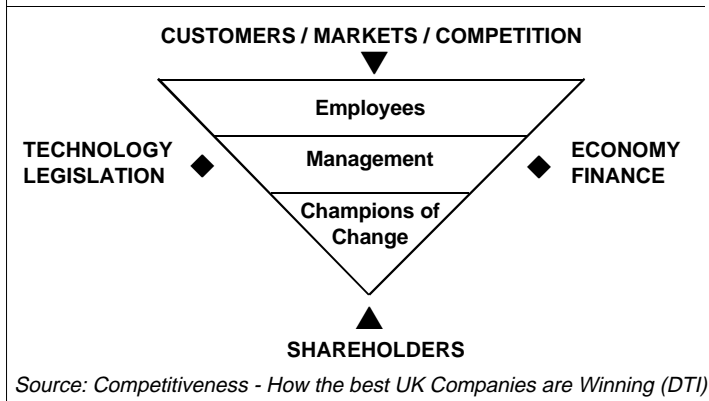 CUSTOMERS / MARKETS / COMPETITION
Employees
TECHNOLOGY
LEGISLATION
Management
ECONOMY
FINANCE
Champions of
Change
SHAREHOLDERS
Source: Competitiveness - How the best UK Companies are Winning (DTI)